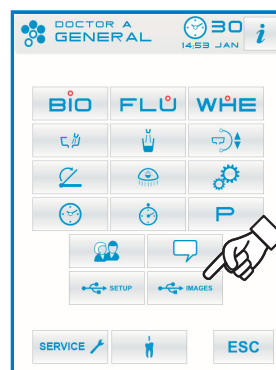 DOCTOR A
GENERAL
30
14:53 JAN
i
BIO FLU WHE
P
SETUP IMAGES
SERVICE ESC